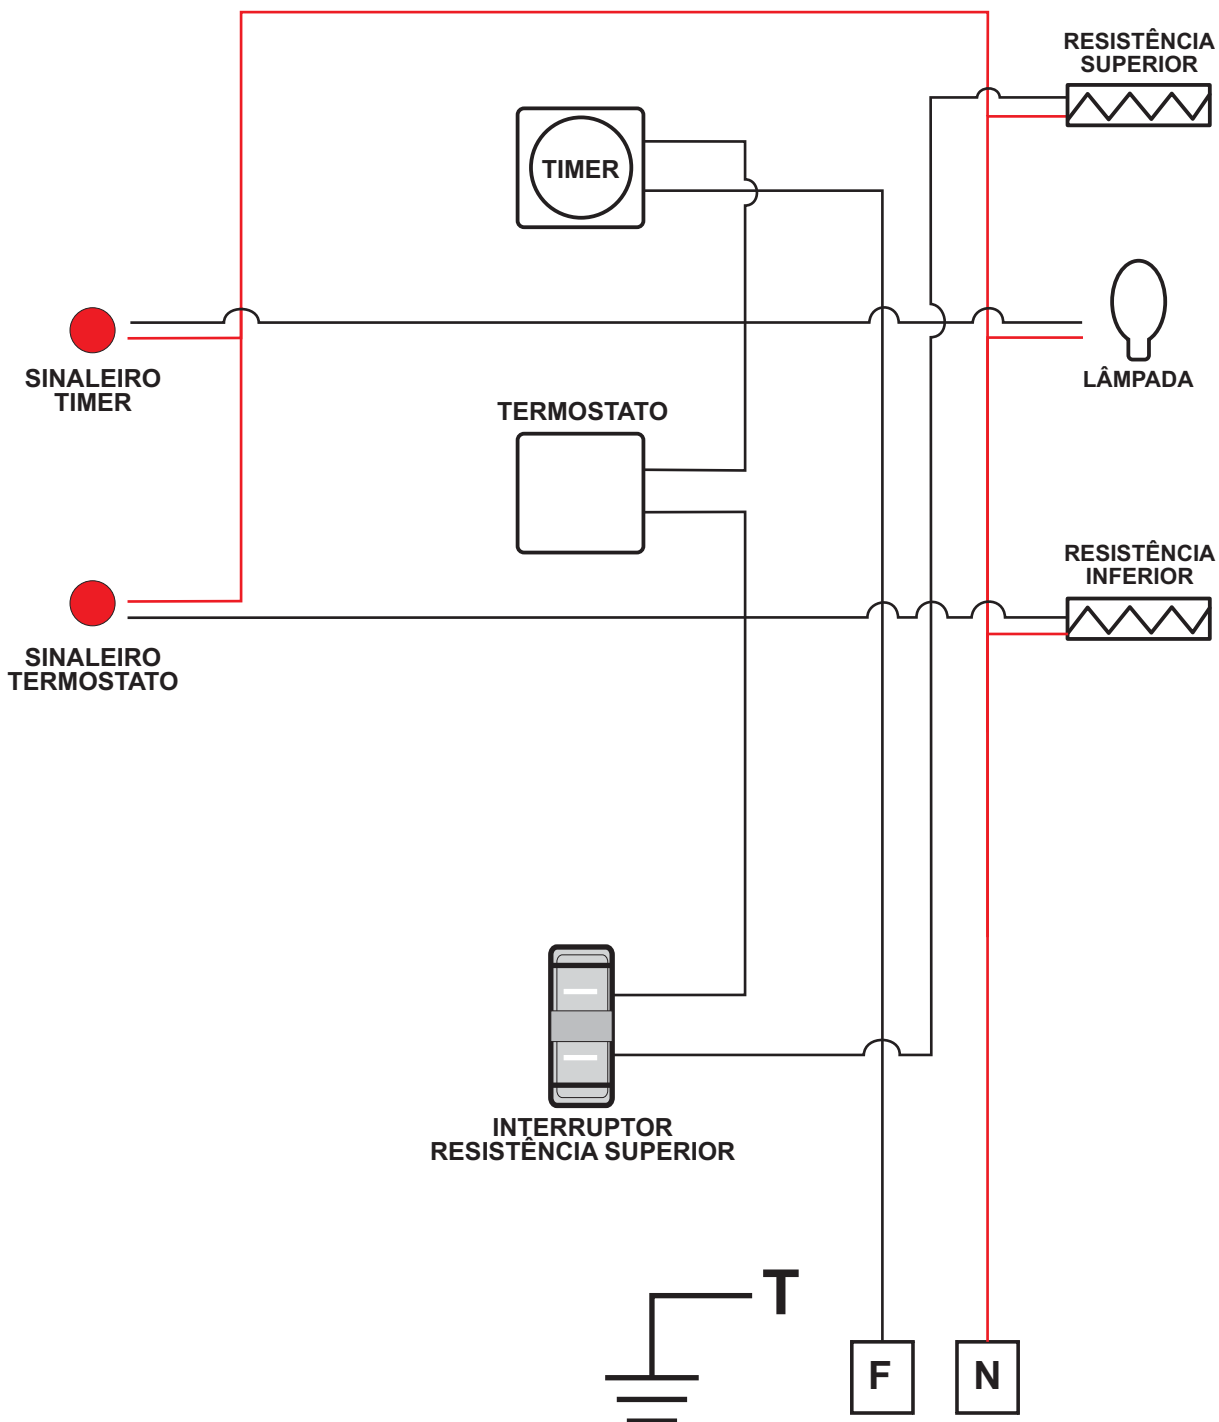 RESISTÊNCIA
SUPERIOR
TIMER
SINALEIRO
TIMER
LÂMPADA
TERMOSTATO
RESISTÊNCIA
INFERIOR
SINALEIRO
TERMOSTATO
INTERRUPTOR
RESISTÊNCIA SUPERIOR
T
F
N